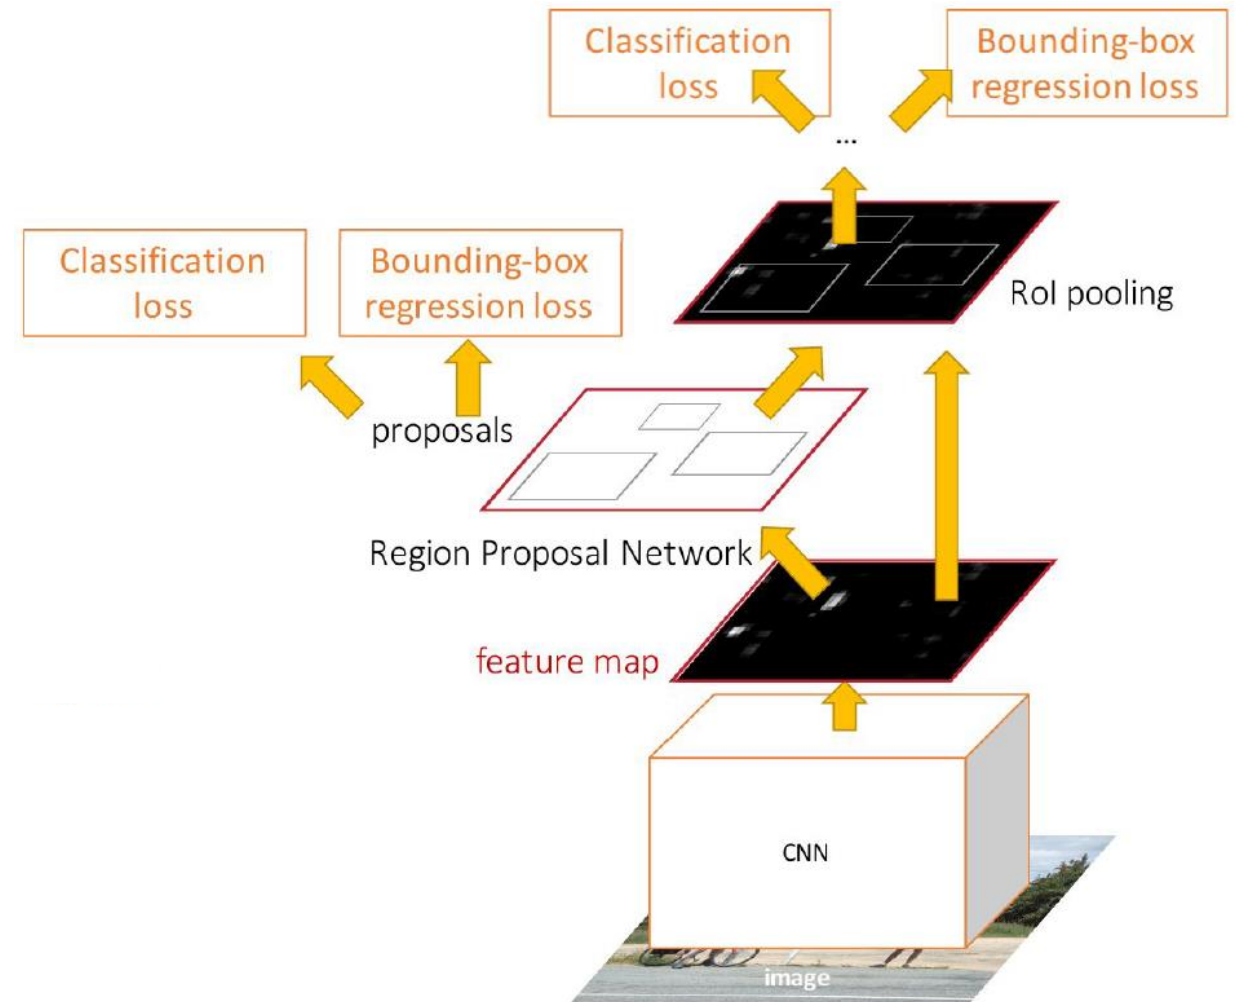 Classification
loss
Bounding-box
regression loss
...
Classification
loss
Bounding-box
regression loss
RoI pooling
proposals
Region Proposal Network
feature map
CNN
image